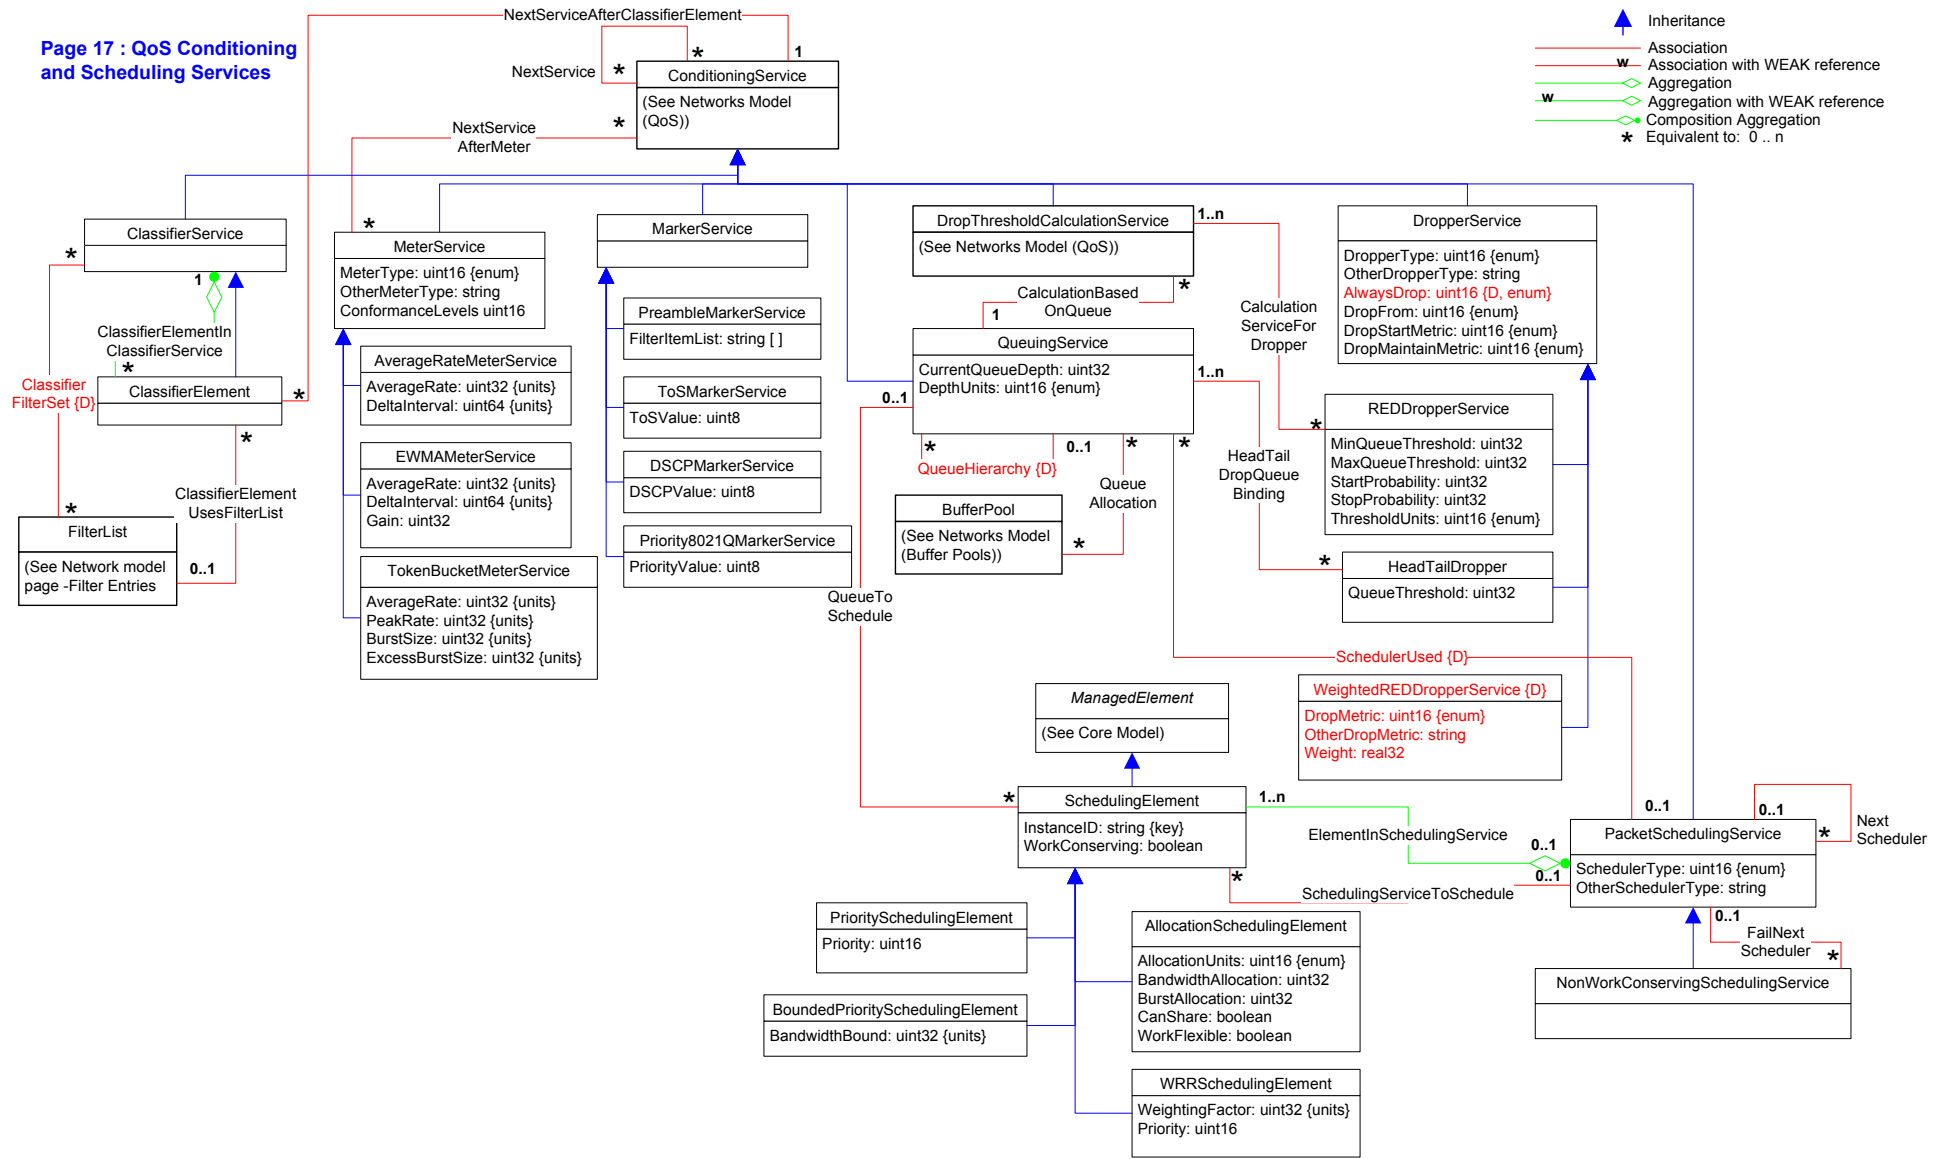 Page 17 : QoS Conditioning
and Scheduling Services
Inheritance
Association
w
Association with WEAK reference
Aggregation
w
Aggregation with WEAK reference
Composition Aggregation
* Equivalent to: 0 .. n
NextServiceAfterClassifierElement
*
1
NextService
*
ConditioningService
(See Networks Model
(QoS))
*
NextService
AfterMeter
*
ClassifierService
*
1
ClassifierElementIn
ClassifierService
*
Classifier
FilterSet {D}
ClassifierElement
*
*
ClassifierElement
UsesFilterList
*
FilterList
(See Network model
page -Filter Entries
0..1
MeterService
MeterType: uint16 {enum}
OtherMeterType: string
ConformanceLevels uint16
AverageRateMeterService
AverageRate: uint32 {units}
DeltaInterval: uint64 {units}
EWMAMeterService
AverageRate: uint32 {units}
DeltaInterval: uint64 {units}
Gain: uint32
TokenBucketMeterService
AverageRate: uint32 {units}
PeakRate: uint32 {units}
BurstSize: uint32 {units}
ExcessBurstSize: uint32 {units}
MarkerService
PreambleMarkerService
FilterItemList: string [ ]
ToSMarkerService
ToSValue: uint8
DSCPMarkerService
DSCPValue: uint8
Priority8021QMarkerService
PriorityValue: uint8
DropThresholdCalculationService
(See Networks Model (QoS))
1..n
*
CalculationBased
OnQueue
1
QueuingService
CurrentQueueDepth: uint32
DepthUnits: uint16 {enum}
1..n
0..1
*
0..1
*
*
QueueHierarchy {D}
Queue
Allocation
BufferPool
(See Networks Model
(Buffer Pools))
*
QueueTo
Schedule
Calculation
ServiceFor
Dropper
*
HeadTail
DropQueue
Binding
*
DropperService
DropperType: uint16 {enum}
OtherDropperType: string
AlwaysDrop: uint16 {D, enum}
DropFrom: uint16 {enum}
DropStartMetric: uint16 {enum}
DropMaintainMetric: uint16 {enum}
REDDropperService
MinQueueThreshold: uint32
MaxQueueThreshold: uint32
StartProbability: uint32
StopProbability: uint32
ThresholdUnits: uint16 {enum}
HeadTailDropper
QueueThreshold: uint32
SchedulerUsed {D}
WeightedREDDropperService {D}
DropMetric: uint16 {enum}
OtherDropMetric: string
Weight: real32
ManagedElement
(See Core Model)
*
SchedulingElement
InstanceID: string {key}
WorkConserving: boolean
1..n
ElementInSchedulingService
0..1
*
SchedulingServiceToSchedule
0..1
0..1
0..1
PacketSchedulingService
SchedulerType: uint16 {enum}
OtherSchedulerType: string
*
Next
Scheduler
0..1
FailNext
Scheduler
*
NonWorkConservingSchedulingService
PrioritySchedulingElement
Priority: uint16
BoundedPrioritySchedulingElement
BandwidthBound: uint32 {units}
AllocationSchedulingElement
AllocationUnits: uint16 {enum}
BandwidthAllocation: uint32
BurstAllocation: uint32
CanShare: boolean
WorkFlexible: boolean
WRRSchedulingElement
WeightingFactor: uint32 {units}
Priority: uint16